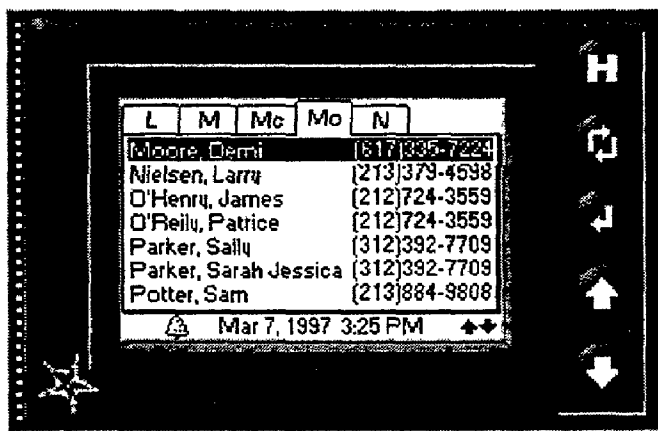 H
L M Mc Mo N
Moore, Demi (617)335-7224
Nielsen, Larry (213)379-4598
O'Henry, James (212)724-3559
O'Reily, Patrice (212)724-3559
Parker, Sally (312)392-7709
Parker, Sarah Jessica (312)392-7709
Potter, Sam (213)884-9808
Mar 7, 1997 3:25 PM